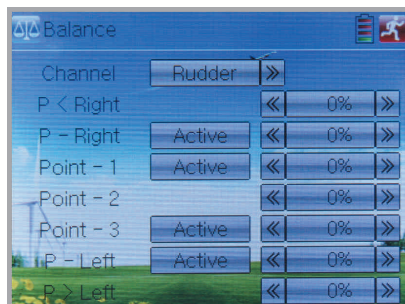 Balance
Channel Rudder
P < Right 0%
P - Right Active 0%
Point - 1 Active 0%
Point - 2 0%
Point - 3 Active 0%
P - Left Active 0%
P > Left 0%